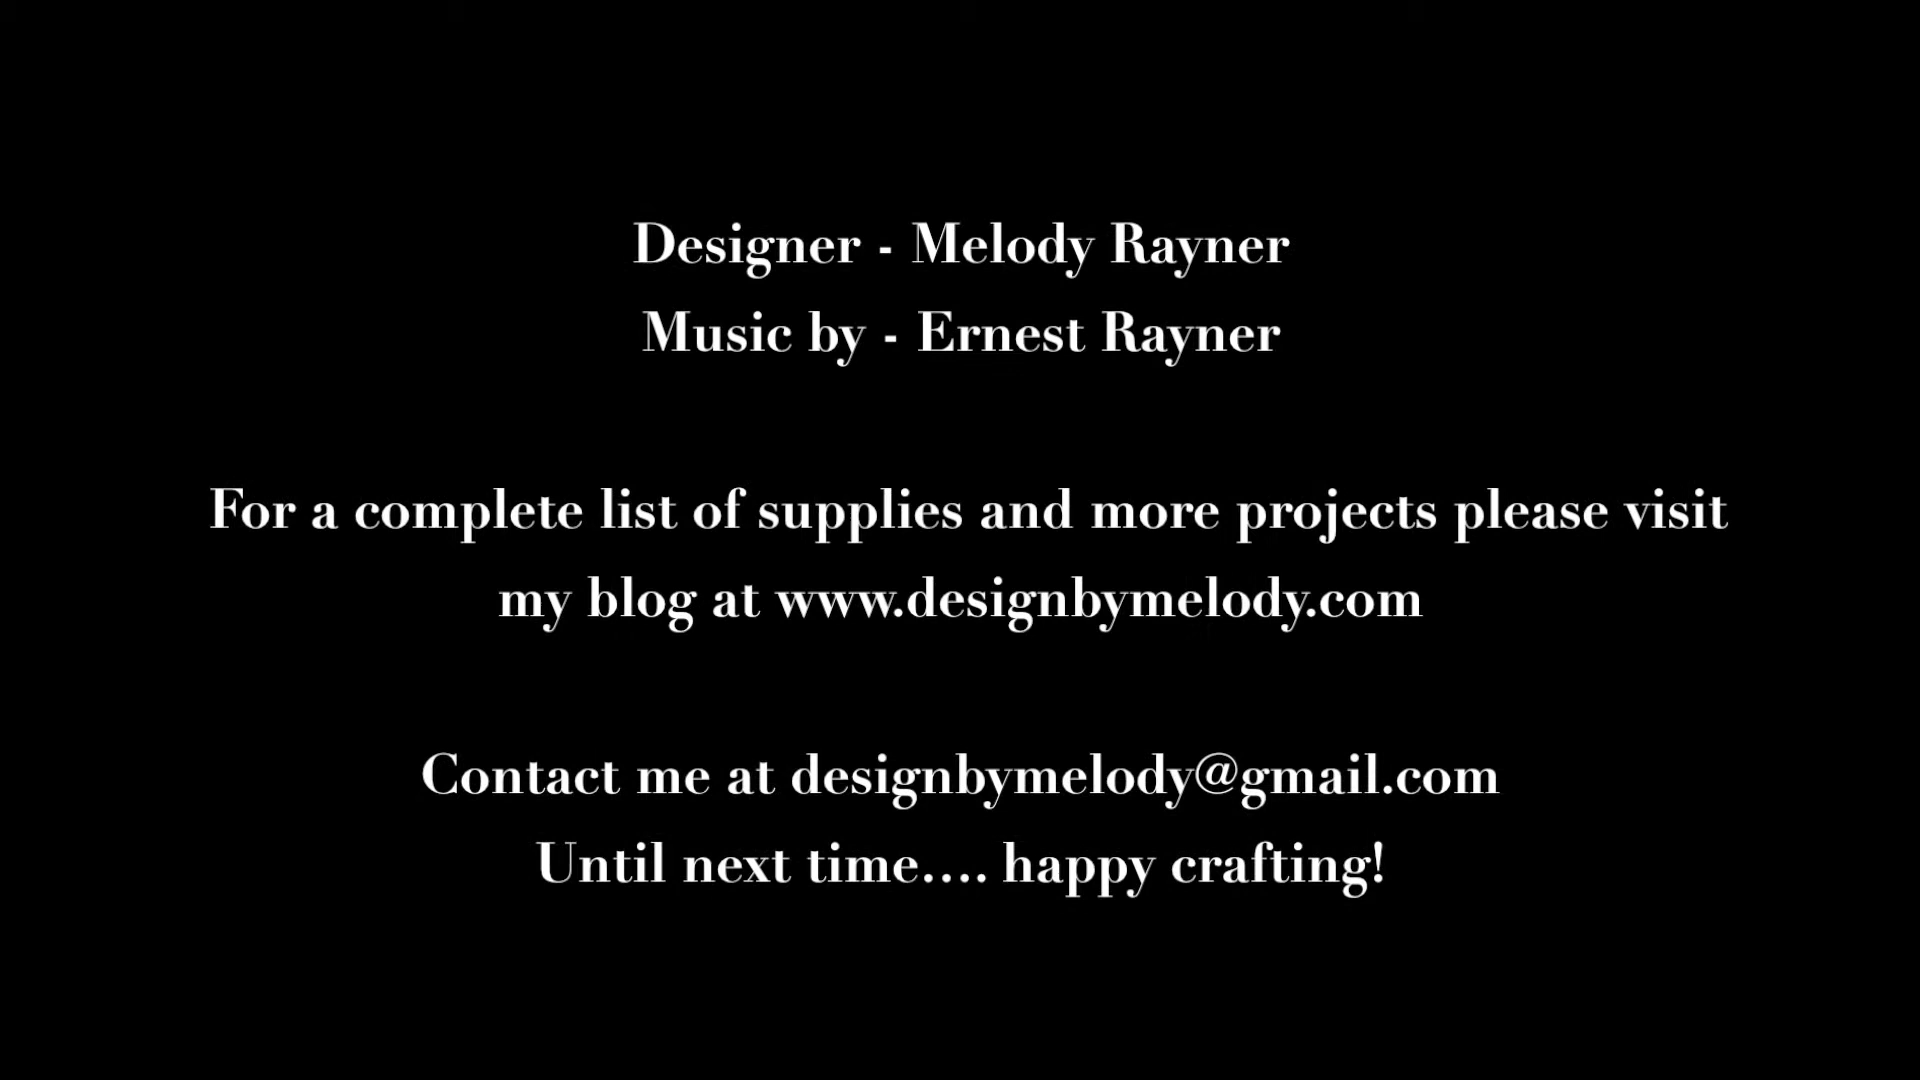 Designer - Melody Rayner
Music by - Ernest Rayner
For a complete list of supplies and more projects please visit
my blog at www.designbymelody.com
Contact me at designbymelody@gmail.com
Until next time.... happy crafting!